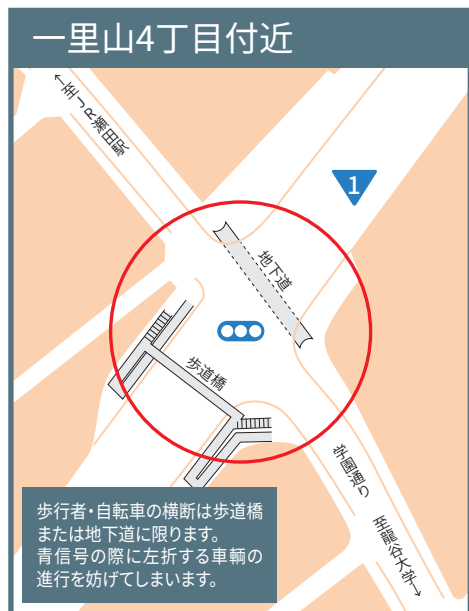 一里山4丁目付近
←至JR瀬田駅
1
地下道
歩道橋
学園通り
至龍谷大学→
歩行者・自転車の横断は歩道橋
または地下道に限ります。
青信号の際に左折する車輌の
進行を妨げてしまいます。